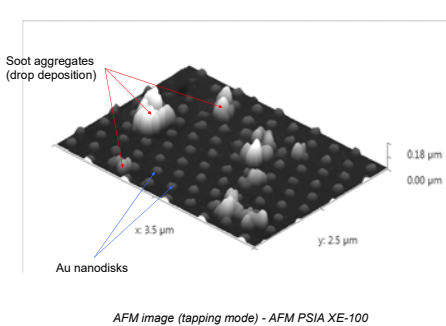 Soot aggregates
(drop deposition)
0.18 µm
0.00 µm
x: 3.5 µm
y: 2.5 µm
Au nanodisks
AFM image (tapping mode) - AFM PSIA XE-100